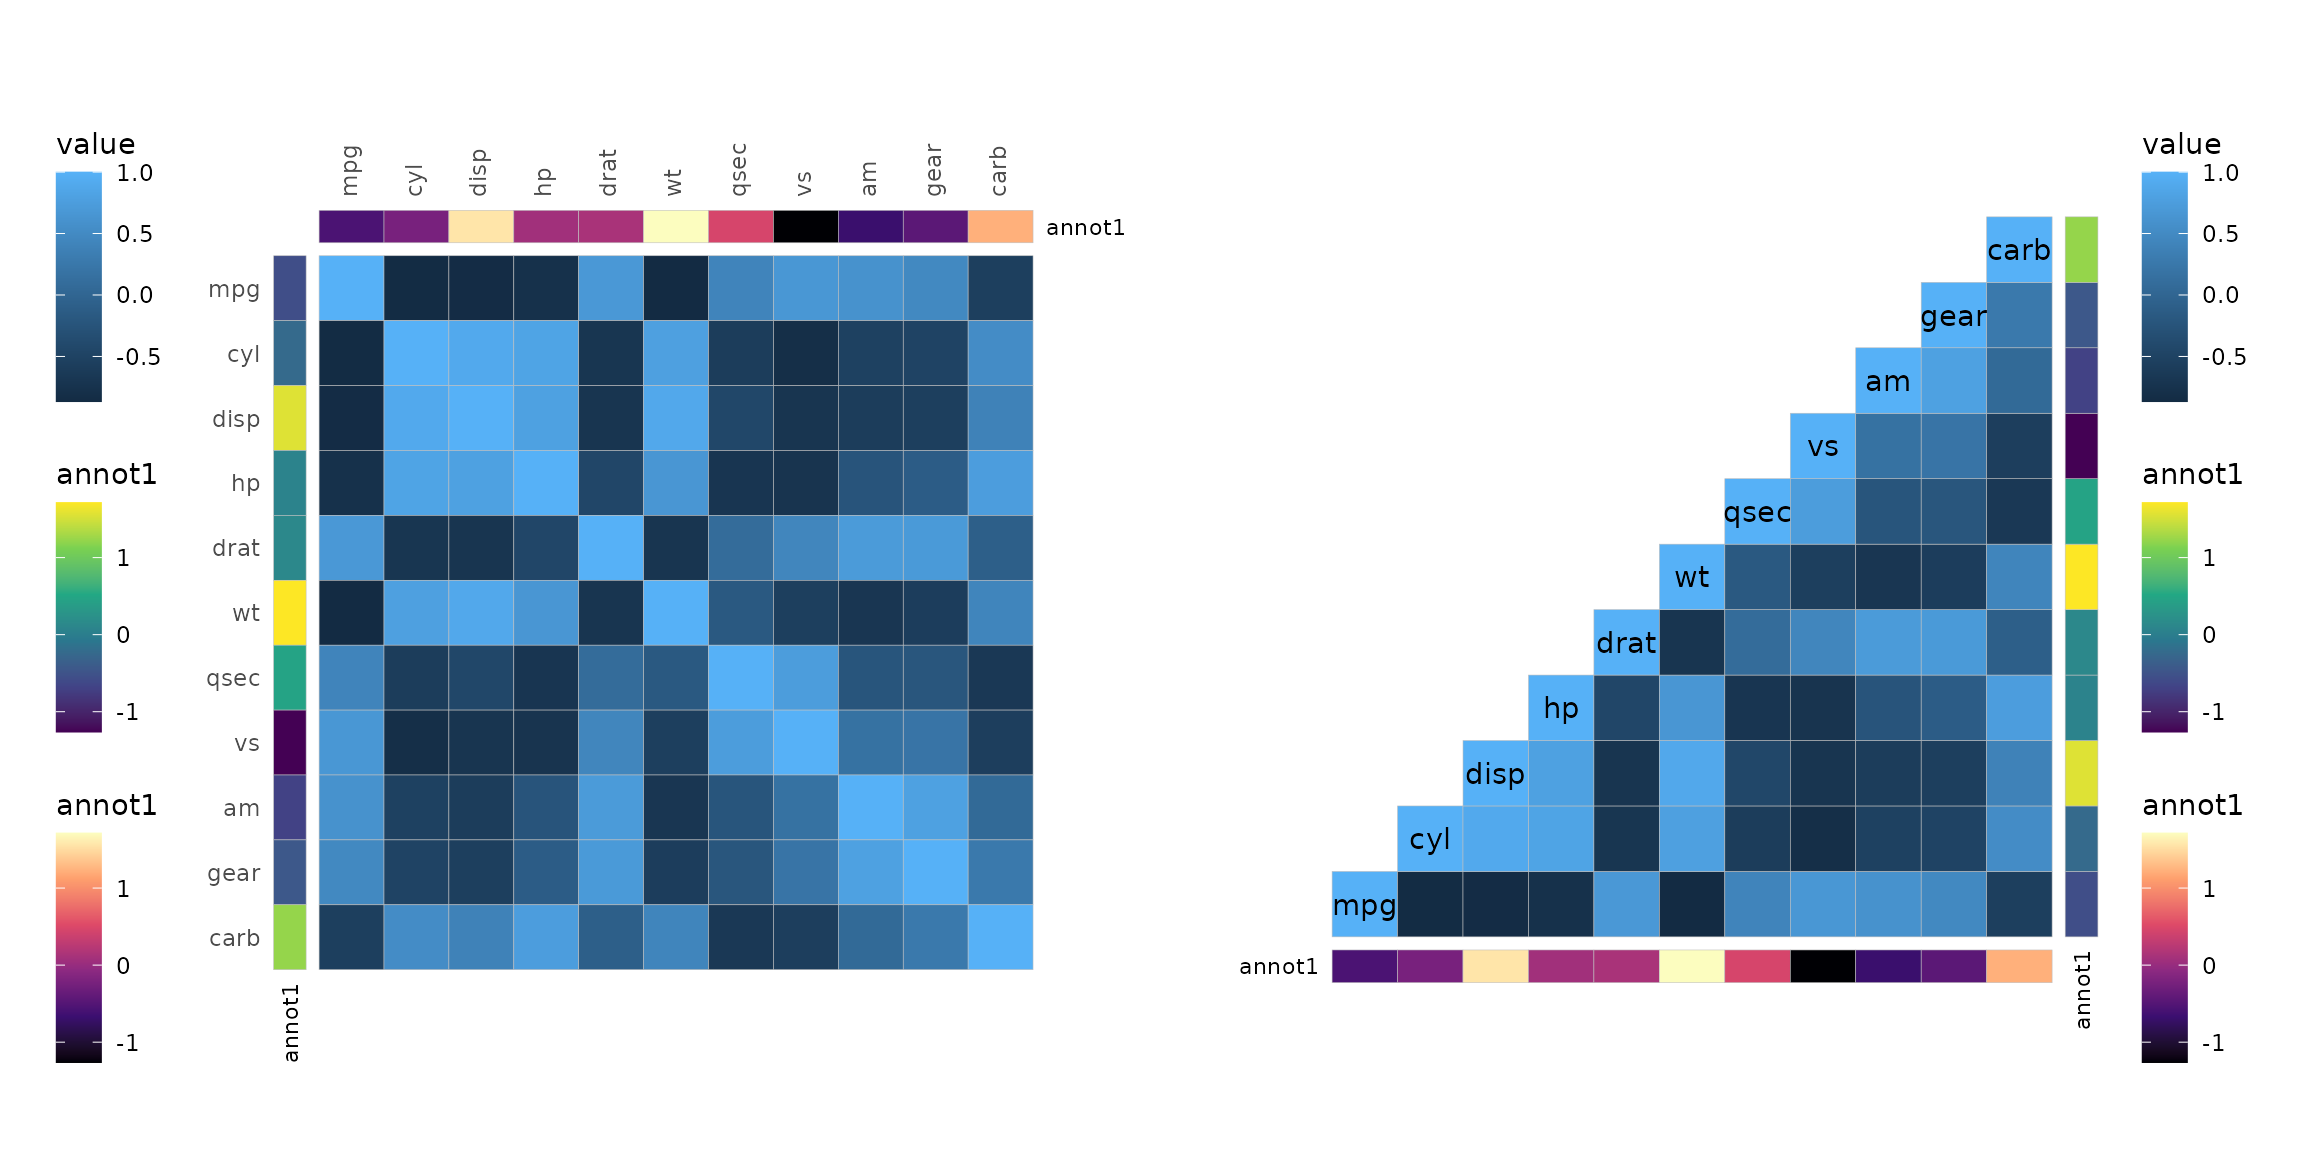 value
1.0
0.5
0.0
-0.5
annot1
1
0
-1
annot1
1
0
-1
mpg cyl disp hp drat wt qsec vs am gear carb
annot1
mpg
cyl
disp
hp
drat
wt
qsec
vs
am
gear
carb
annot1
carb
gear
am
vs
qsec
wt
drat
hp
disp
cyl
mpg
annot1
annot1
value
1.0
0.5
0.0
-0.5
annot1
1
0
-1
annot1
1
0
-1